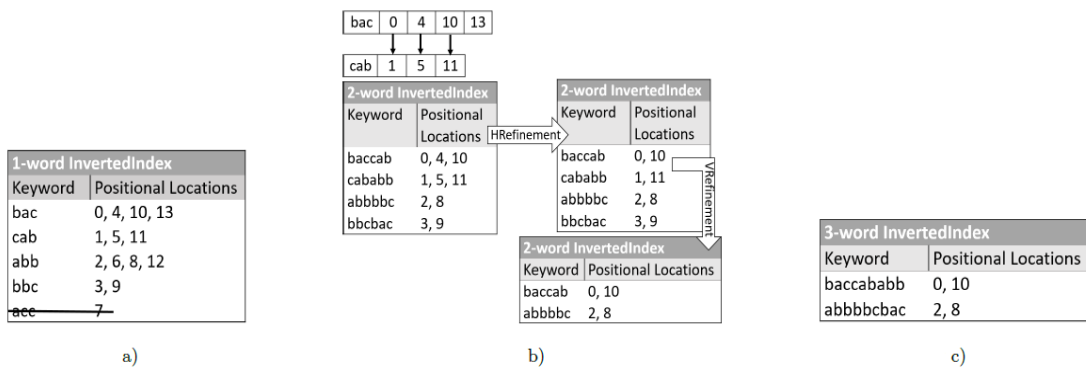 1-word InvertedIndex
Keyword Positional Locations
bac 0, 4, 10, 13
cab 1, 5, 11
abb 2, 6, 8, 12
bbc 3, 9
acc 7
a)
bac 0 4 10 13
cab 1 5 11
2-word InvertedIndex
Keyword Positional
Locations
baccab 0, 4, 10
cababb 1, 5, 11
abbbbc 2, 8
bbcbac 3, 9
HRefinement
2-word InvertedIndex
Keyword Positional
Locations
baccab 0, 10
cababb 1, 11
abbbbc 2, 8
bbcbac 3, 9
VRefinement
2-word InvertedIndex
Keyword Positional Locations
baccab 0, 10
abbbbc 2, 8
b)
3-word InvertedIndex
Keyword Positional Locations
baccababb 0, 10
abbbbcbac 2, 8
c)